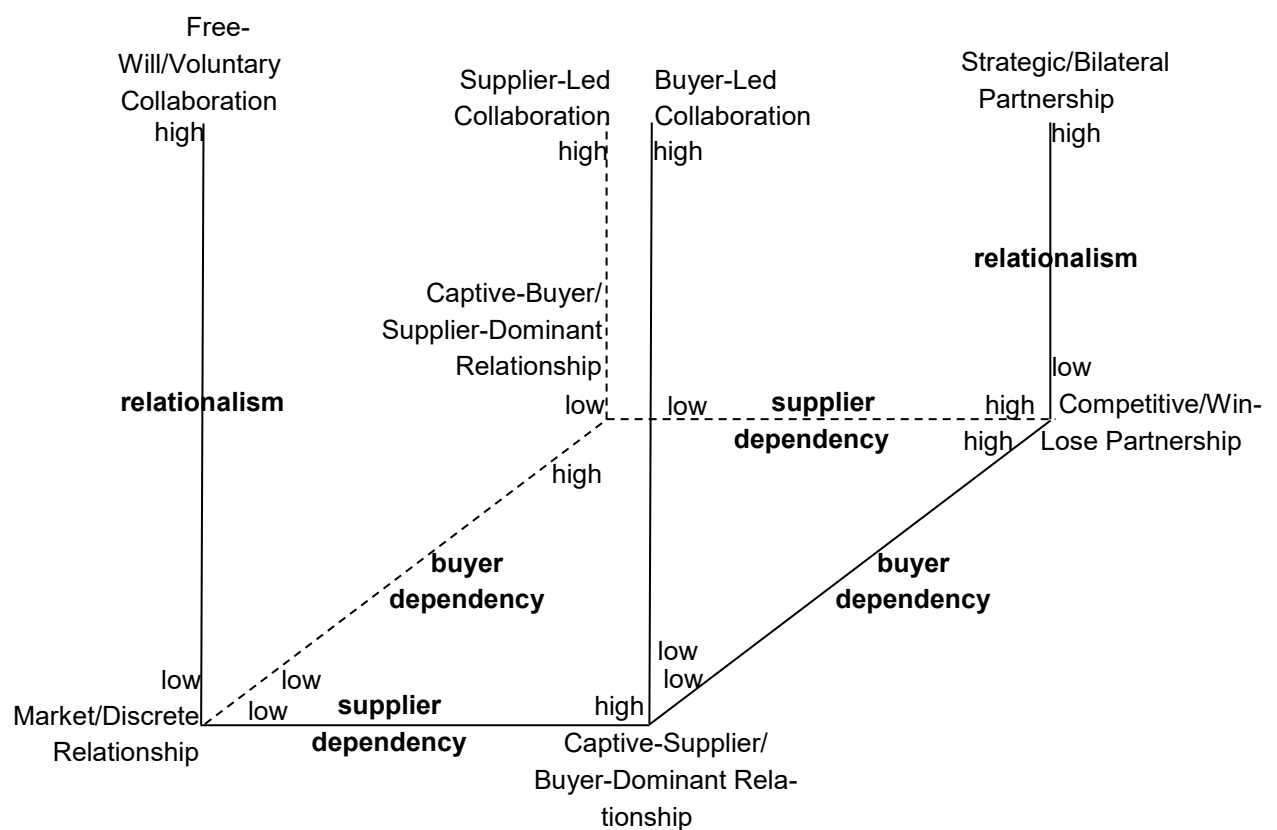 Free-
Will/Voluntary
Collaboration
high
Supplier-Led
Collaboration
high
Buyer-Led
Collaboration
high
Strategic/Bilateral
Partnership
high
relationalism
Captive-Buyer/
Supplier-Dominant
Relationship
low
low
relationalism
low
supplier
dependency
high
high
Competitive/Win-
Lose Partnership
high
buyer
dependency
buyer
dependency
low
low
low
low
low
supplier
dependency
high
Market/Discrete
Relationship
Captive-Supplier/
Buyer-Dominant Rela-
tionship